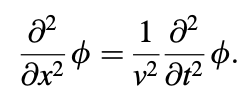 ∂²/∂x² ϕ = 1/v² ∂²/∂t² ϕ.